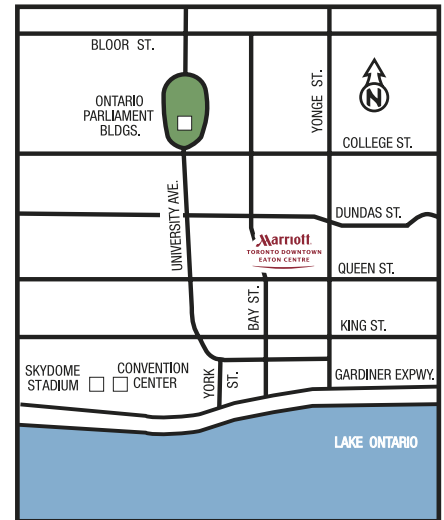 BLOOR ST.
YONGE ST.
N
ONTARIO
PARLIAMENT
BLDGS.
COLLEGE ST.
UNIVERSITY AVE.
DUNDAS ST.
Marriott
TORONTO DOWNTOWN
EATON CENTRE
QUEEN ST.
BAY ST.
KING ST.
SKYDOME
STADIUM
CONVENTION
CENTER
YORK
ST.
GARDINER EXPWY.
LAKE ONTARIO